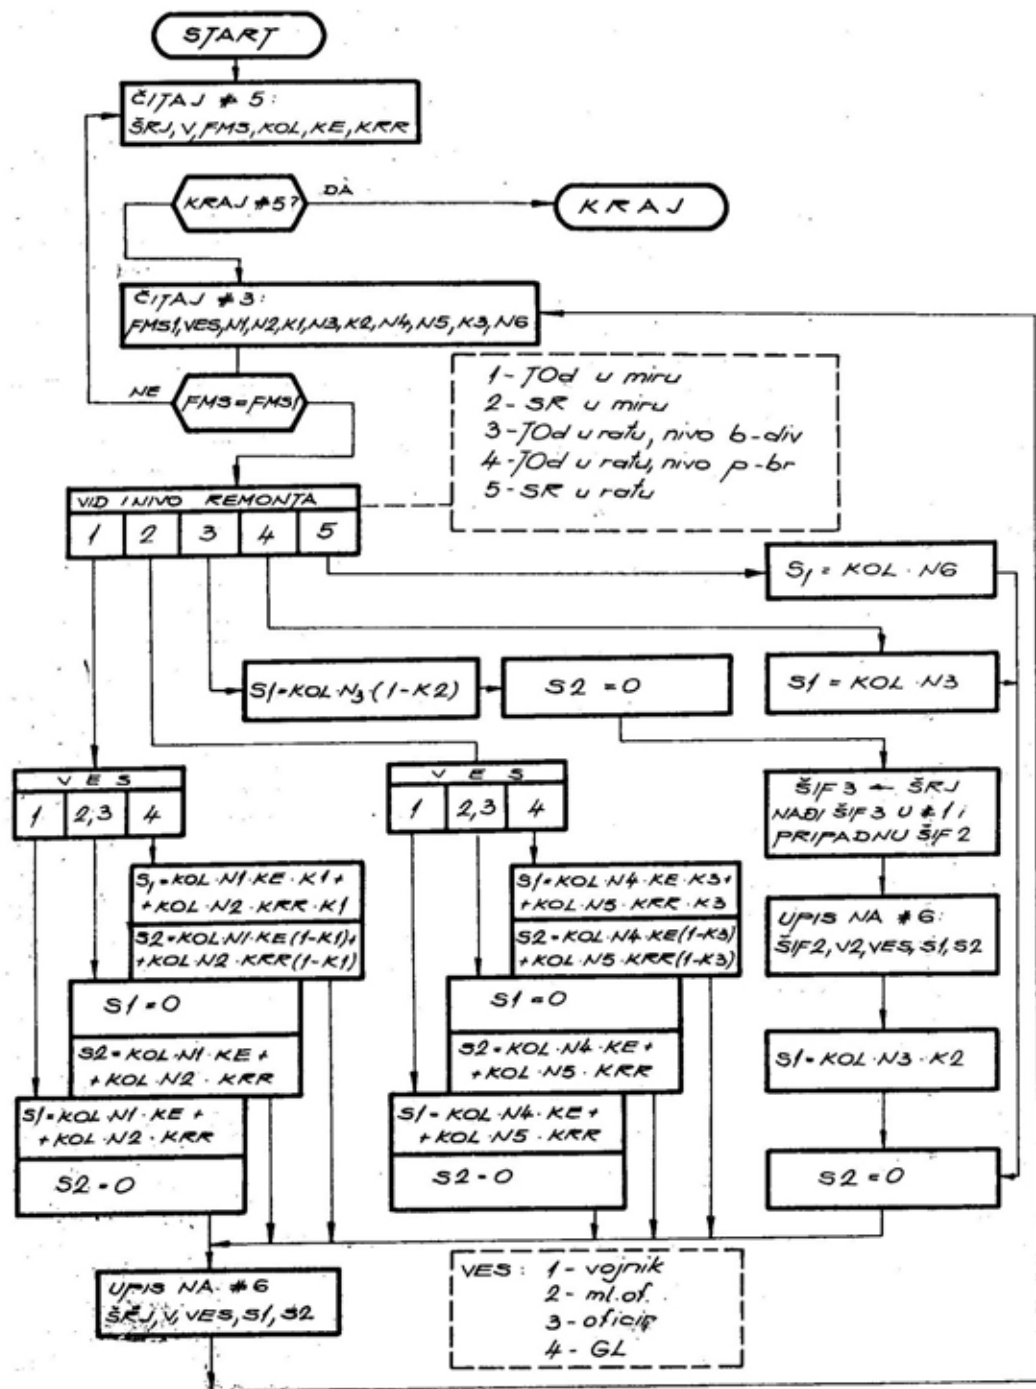 START
ČITAJ # 5:
ŠRJ, V, FMS, KOL, KE, KRR
KRAJ #5?
DA
KRAJ
ČITAJ #3:
FMS1, VES, N1, N2, K1, N3, K2, N4, N5, K3, N6
NE
FMS=FMS1
1- TOd u miru
2- SR u miru
3- TOd u ratu, nivo b-div
4- TOd u ratu, nivo p-br
5- SR u ratu
VID I NIVO REMONTA
1 2 3 4 5
S1 = KOL · N6
S1 = KOL · N3
S1=KOL·N3·(1-K2)
S2 = 0
VES
1 2,3 4
VES
1 2,3 4
ŠIF3 ← ŠRJ
NAĐI ŠIF3 U #1 i
PRIPADNU ŠIF2
S1=KOL·N1·KE·K1+
+KOL·N2·KRR·K1
S2=KOL·N1·KE(1-K1)+
+KOL·N2·KRR(1-K1)
S1=0
S2=KOL·N1·KE+
+KOL·N2·KRR
S1=KOL·N1·KE+
+KOL·N2·KRR
S2=0
S1=KOL·N4·KE·K3+
+KOL·N5·KRR·K3
S2=KOL·N4·KE(1-K3)
+KOL·N5·KRR(1-K3)
S1=0
S2=KOL·N4·KE+
+KOL·N5·KRR
S1=KOL·N4·KE+
+KOL·N5·KRR
S2=0
UPIS NA #6:
ŠIF2, V2, VES, S1, S2
S1=KOL·N3·K2
S2=0
UPIS NA #6
ŠRJ, V, VES, S1, S2
VES: 1- vojnik
2- ml.of.
3- oficir
4- GL